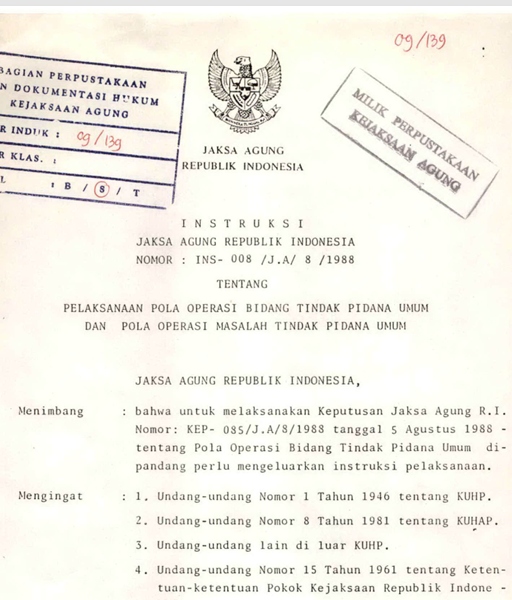 09/139
BAGIAN PERPUSTAKAAN
N DOKUMENTASI HUKUM
KEJAKSAAN AGUNG
R INDUK : 09/139
R KLAS. :
L : B / S / T
MILIK PERPUSTAKAAN
KEJAKSAAN AGUNG
JAKSA AGUNG
REPUBLIK INDONESIA
I N S T R U K S I
JAKSA AGUNG REPUBLIK INDONESIA
NOMOR : INS- 008 /J.A/ 8 /1988
TENTANG
PELAKSANAAN POLA OPERASI BIDANG TINDAK PIDANA UMUM
DAN POLA OPERASI MASALAH TINDAK PIDANA UMUM
JAKSA AGUNG REPUBLIK INDONESIA,
Menimbang : bahwa untuk melaksanakan Keputusan Jaksa Agung R.I.
Nomor: KEP- 085/J.A/8/1988 tanggal 5 Agustus 1988 -
tentang Pola Operasi Bidang Tindak Pidana Umum di-
pandang perlu mengeluarkan instruksi pelaksanaan.
Mengingat : 1. Undang-undang Nomor 1 Tahun 1946 tentang KUHP.
2. Undang-undang Nomor 8 Tahun 1981 tentang KUHAP.
3. Undang-undang lain di luar KUHP.
4. Undang-undang Nomor 15 Tahun 1961 tentang Keten-
tuan-ketentuan Pokok Kejaksaan Republik Indone -